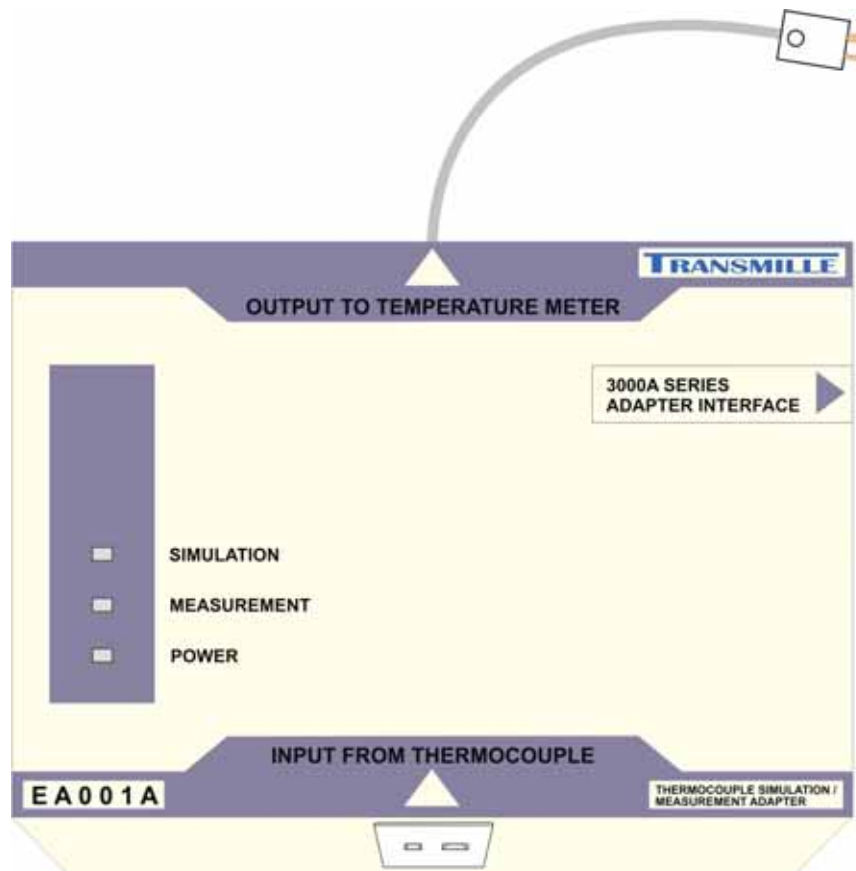 TRANSMILLE
OUTPUT TO TEMPERATURE METER
3000A SERIES
ADAPTER INTERFACE
SIMULATION
MEASUREMENT
POWER
INPUT FROM THERMOCOUPLE
EA001A
THERMOCOUPLE SIMULATION /
MEASUREMENT ADAPTER